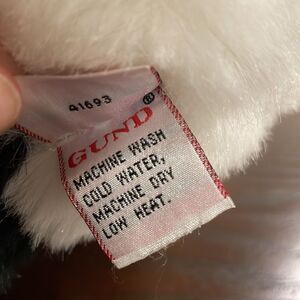 41693
GUND®
MACHINE WASH
COLD WATER,
MACHINE DRY
LOW HEAT.